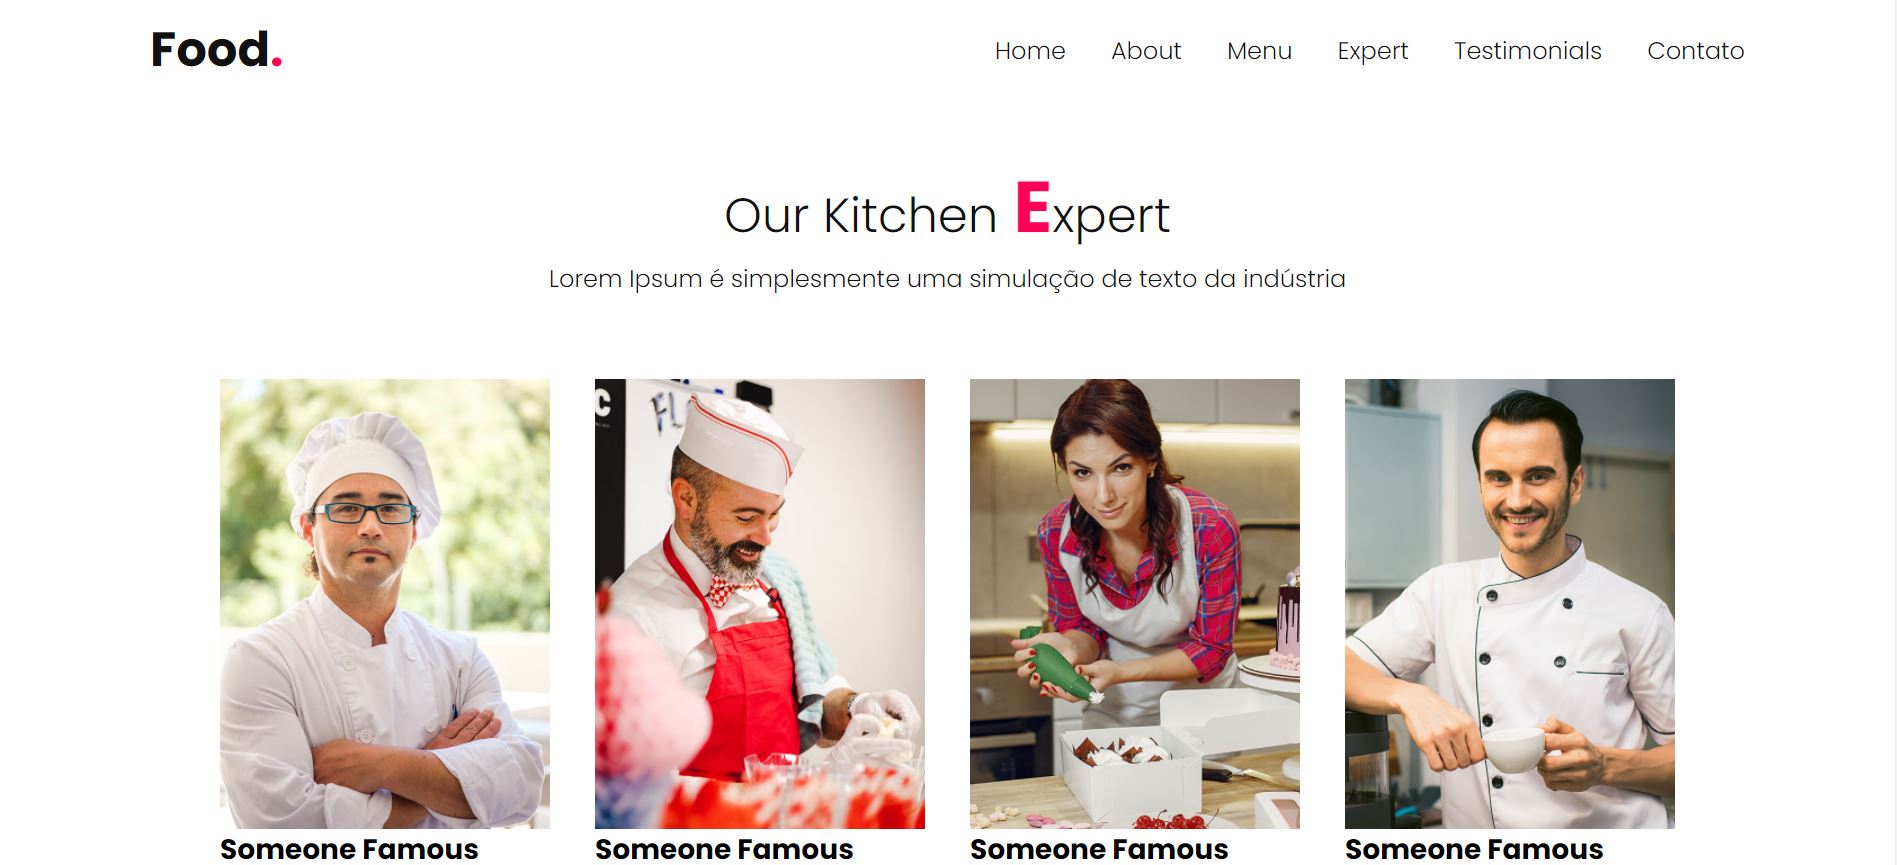 Food.
Home About Menu Expert Testimonials Contato
Our Kitchen Expert
Lorem Ipsum é simplesmente uma simulação de texto da indústria
C
FL
Someone Famous Someone Famous Someone Famous Someone Famous